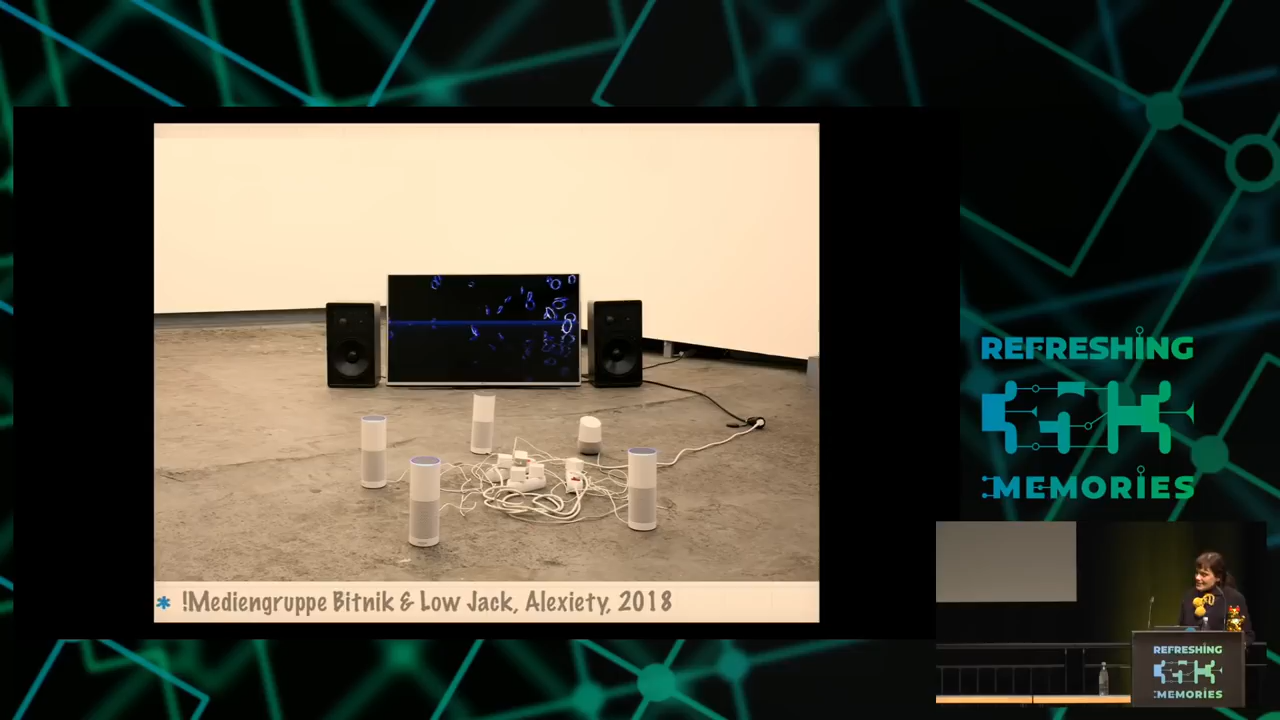 !Mediengruppe Bitnik & Low Jack, Alexiety, 2018
REFRESHING
MEMORIES
REFRESHING
MEMORIES